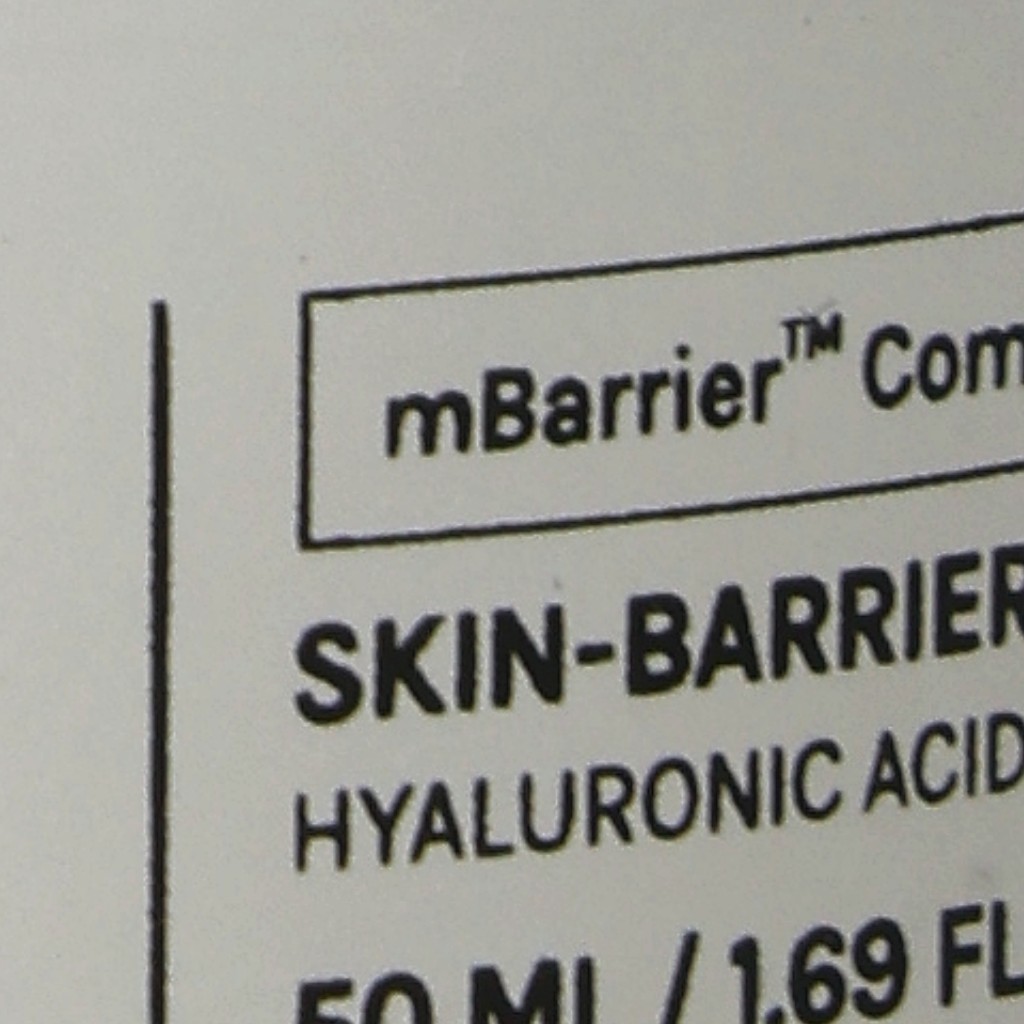 mBarrier™ Com
SKIN-BARRIER
HYALURONIC ACID
50 ML / 1.69 FL